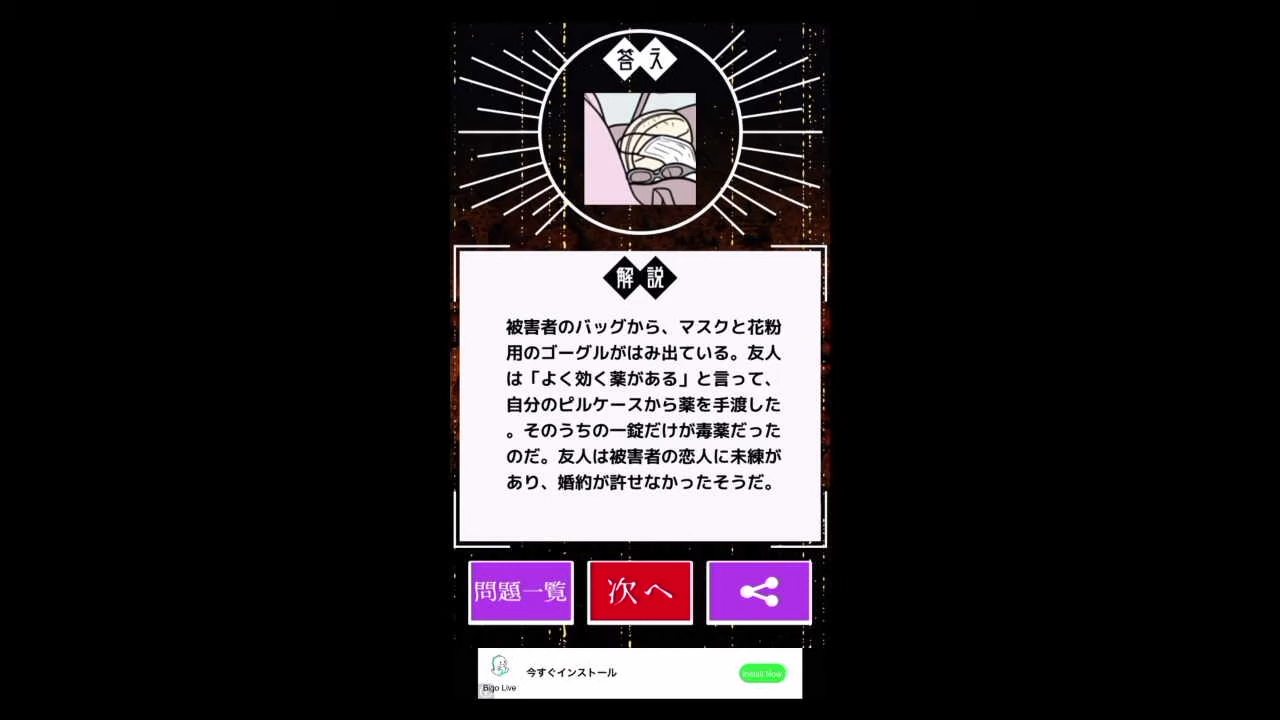 答え
解説
被害者のバッグから、マスクと花粉
用のゴーグルがはみ出ている。友人
は「よく効く薬がある」と言って、
自分のピルケースから薬を手渡した
。そのうちの一錠だけが毒薬だった
のだ。友人は被害者の恋人に未練が
あり、婚約が許せなかったそうだ。
問題一覧
次へ
今すぐインストール
Install Now
Bigo Live